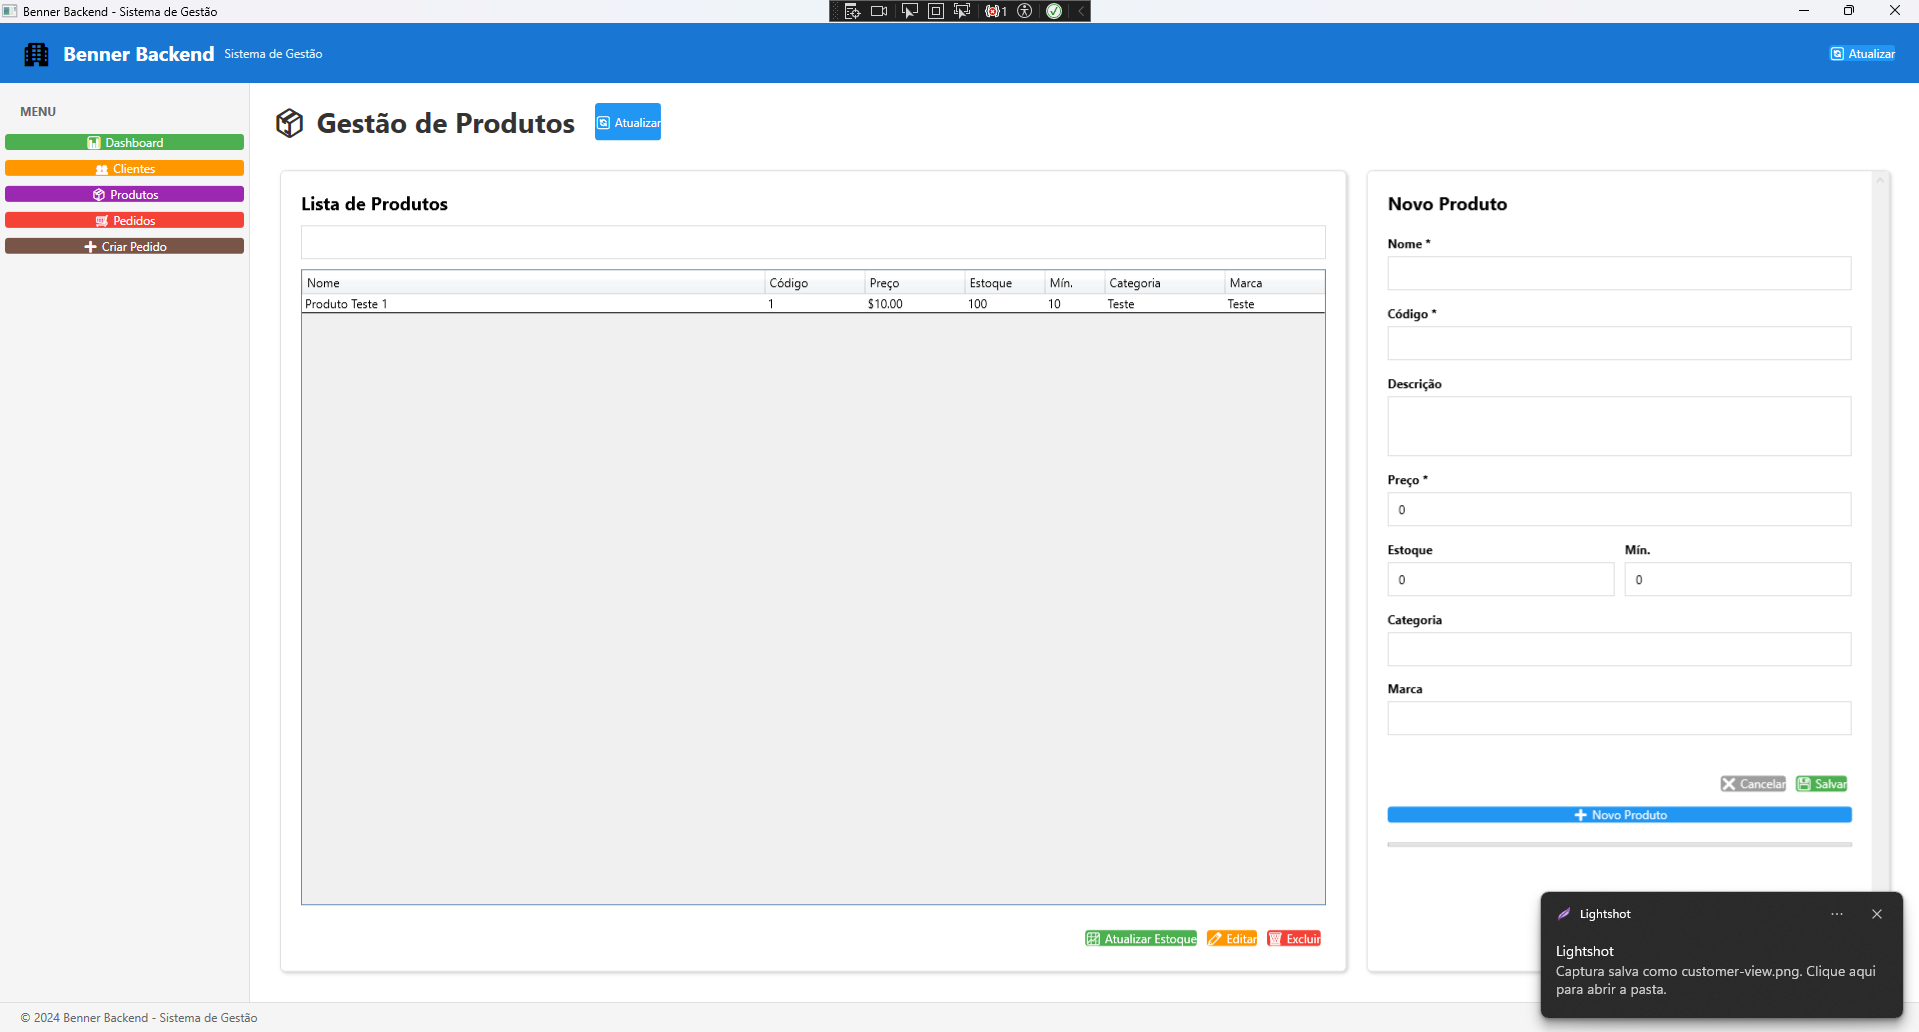 Benner Backend - Sistema de Gestão
1
Benner Backend Sistema de Gestão
Atualizar
MENU
Dashboard
Clientes
Produtos
Pedidos
Criar Pedido
Gestão de Produtos
Atualizar
Lista de Produtos
Nome Código Preço Estoque Mín. Categoria Marca
Produto Teste 1 1 $10.00 100 10 Teste Teste
Atualizar Estoque Editar Excluir
Novo Produto
Nome *
Código *
Descrição
Preço *
0
Estoque Mín.
0 0
Categoria
Marca
Cancelar Salvar
Novo Produto
Lightshot
Lightshot
Captura salva como customer-view.png. Clique aqui
para abrir a pasta.
© 2024 Benner Backend - Sistema de Gestão